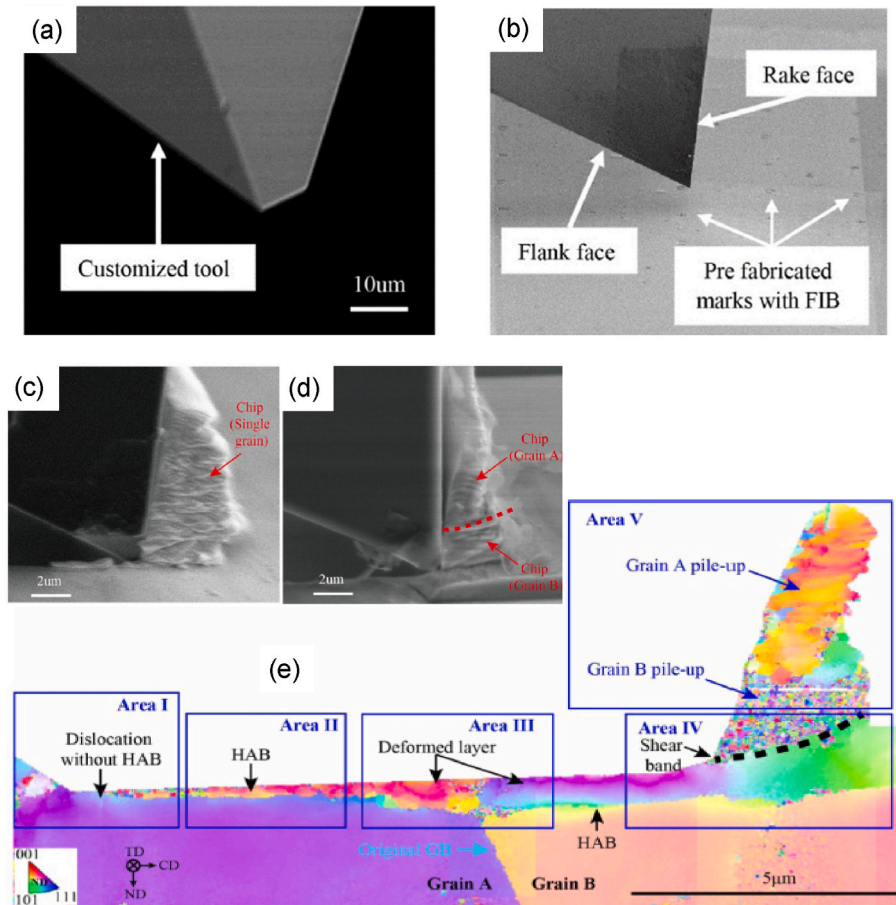 (a)
Customized tool
10um
(b)
Rake face
Flank face
Pre fabricated
marks with FIB
(c)
Chip
(Single
grain)
2um
(d)
Chip
(Grain A)
Chip
(Grain B)
2um
(e)
Area V
Grain A pile-up
Grain B pile-up
Area I
Dislocation
without HAB
Area II
HAB
Area III
Deformed layer
Area IV
Shear
band
HAB
Original GB
Grain A
Grain B
TD
CD
ND
001
ND
101
111
5μm